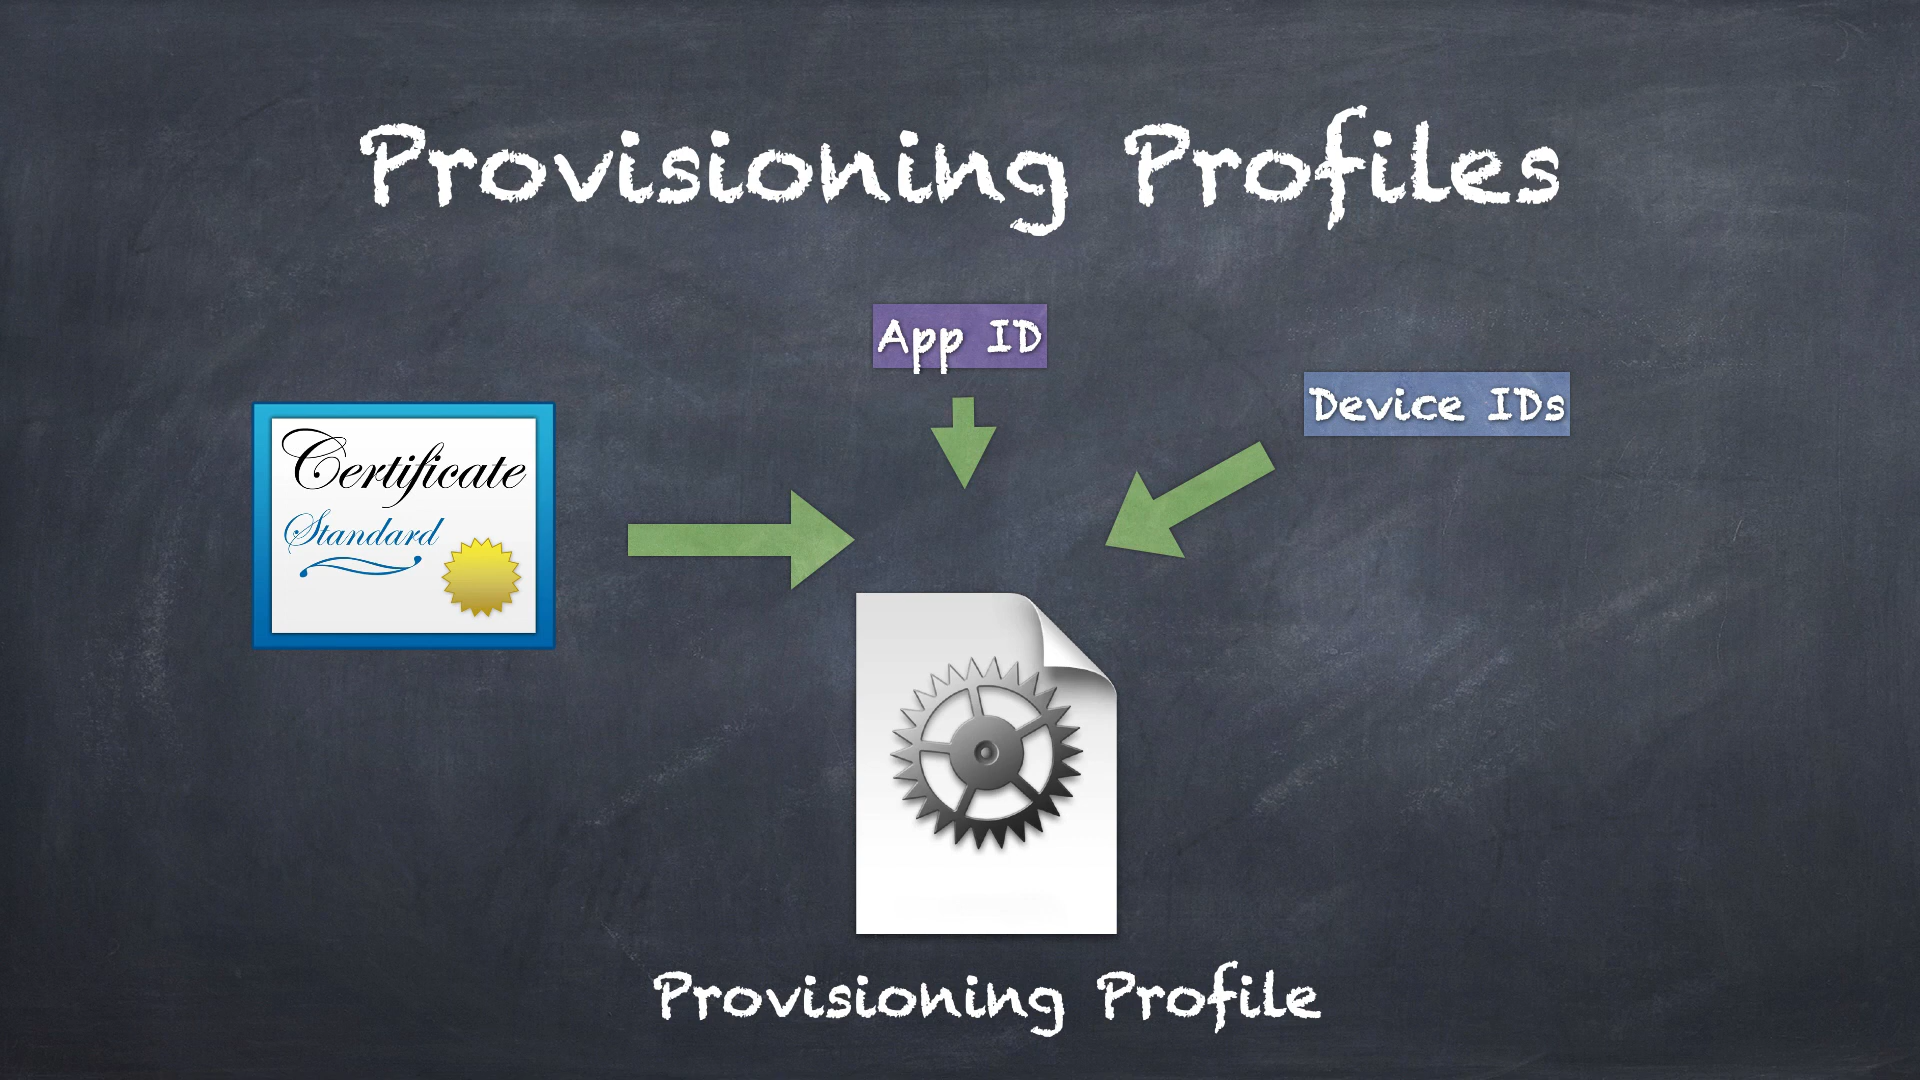 Provisioning Profiles
App ID
Device IDs
Certificate
Standard
Provisioning Profile